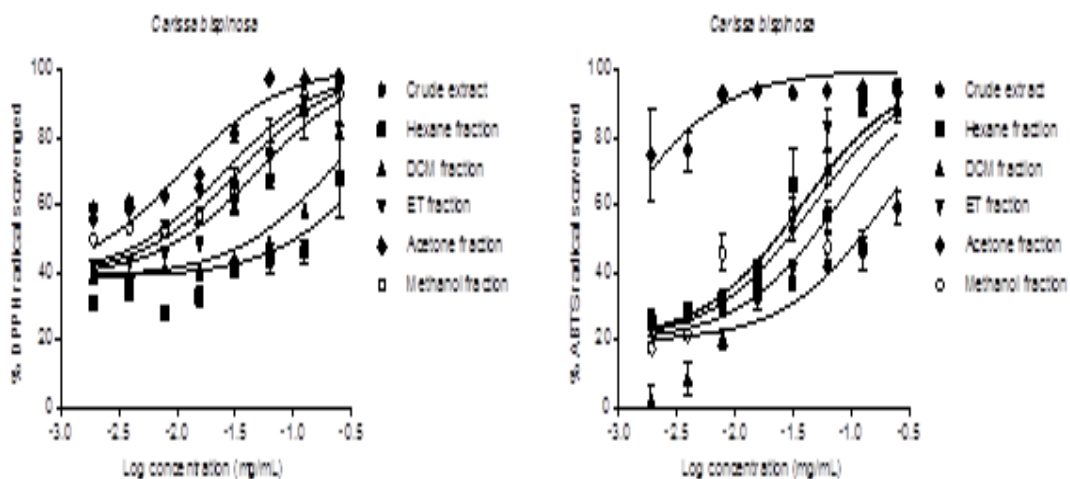 Carissa bispinosa
% DPPH radical scavenged
100
80
60
40
20
0
-3.0 -2.5 -2.0 -1.5 -1.0 -0.5
Log concentration (mg/mL)
Crude extract
Hexane fraction
DCM fraction
ET fraction
Acetone fraction
Methanol fraction
Carissa bispinosa
% ABTS radical scavenged
100
80
60
40
20
0
-3.0 -2.5 -2.0 -1.5 -1.0 -0.5
Log concentration (mg/mL)
Crude extract
Hexane fraction
DCM fraction
ET fraction
Acetone fraction
Methanol fraction